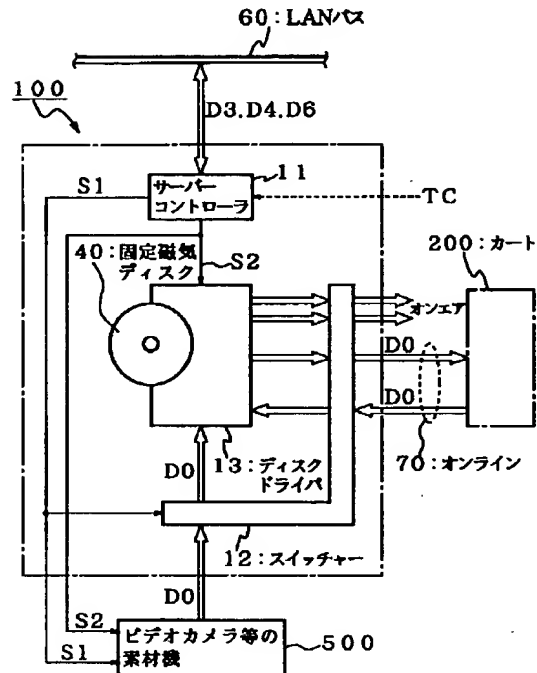 60:LANバス
100
D3.D4.D6
S1
サーバー
コントローラ
11
TC
40:固定磁気
ディスク
S2
200:カート
オンエア
D0
D0
70:オンライン
D0
13:ディスク
ドライバ
12:スイッチャー
D0
S2
S1
ビデオカメラ等の
素材機
500